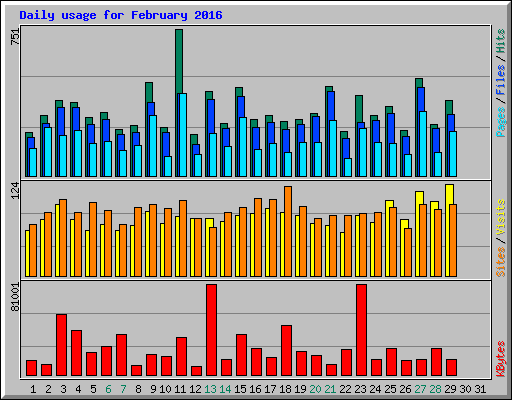 Daily usage for February 2016
751
Pages / Files / Hits
124
Sites / Visits
81001
KBytes
1 2 3 4 5 6 7 8 9 10 11 12 13 14 15 16 17 18 19 20 21 22 23 24 25 26 27 28 29 30 31